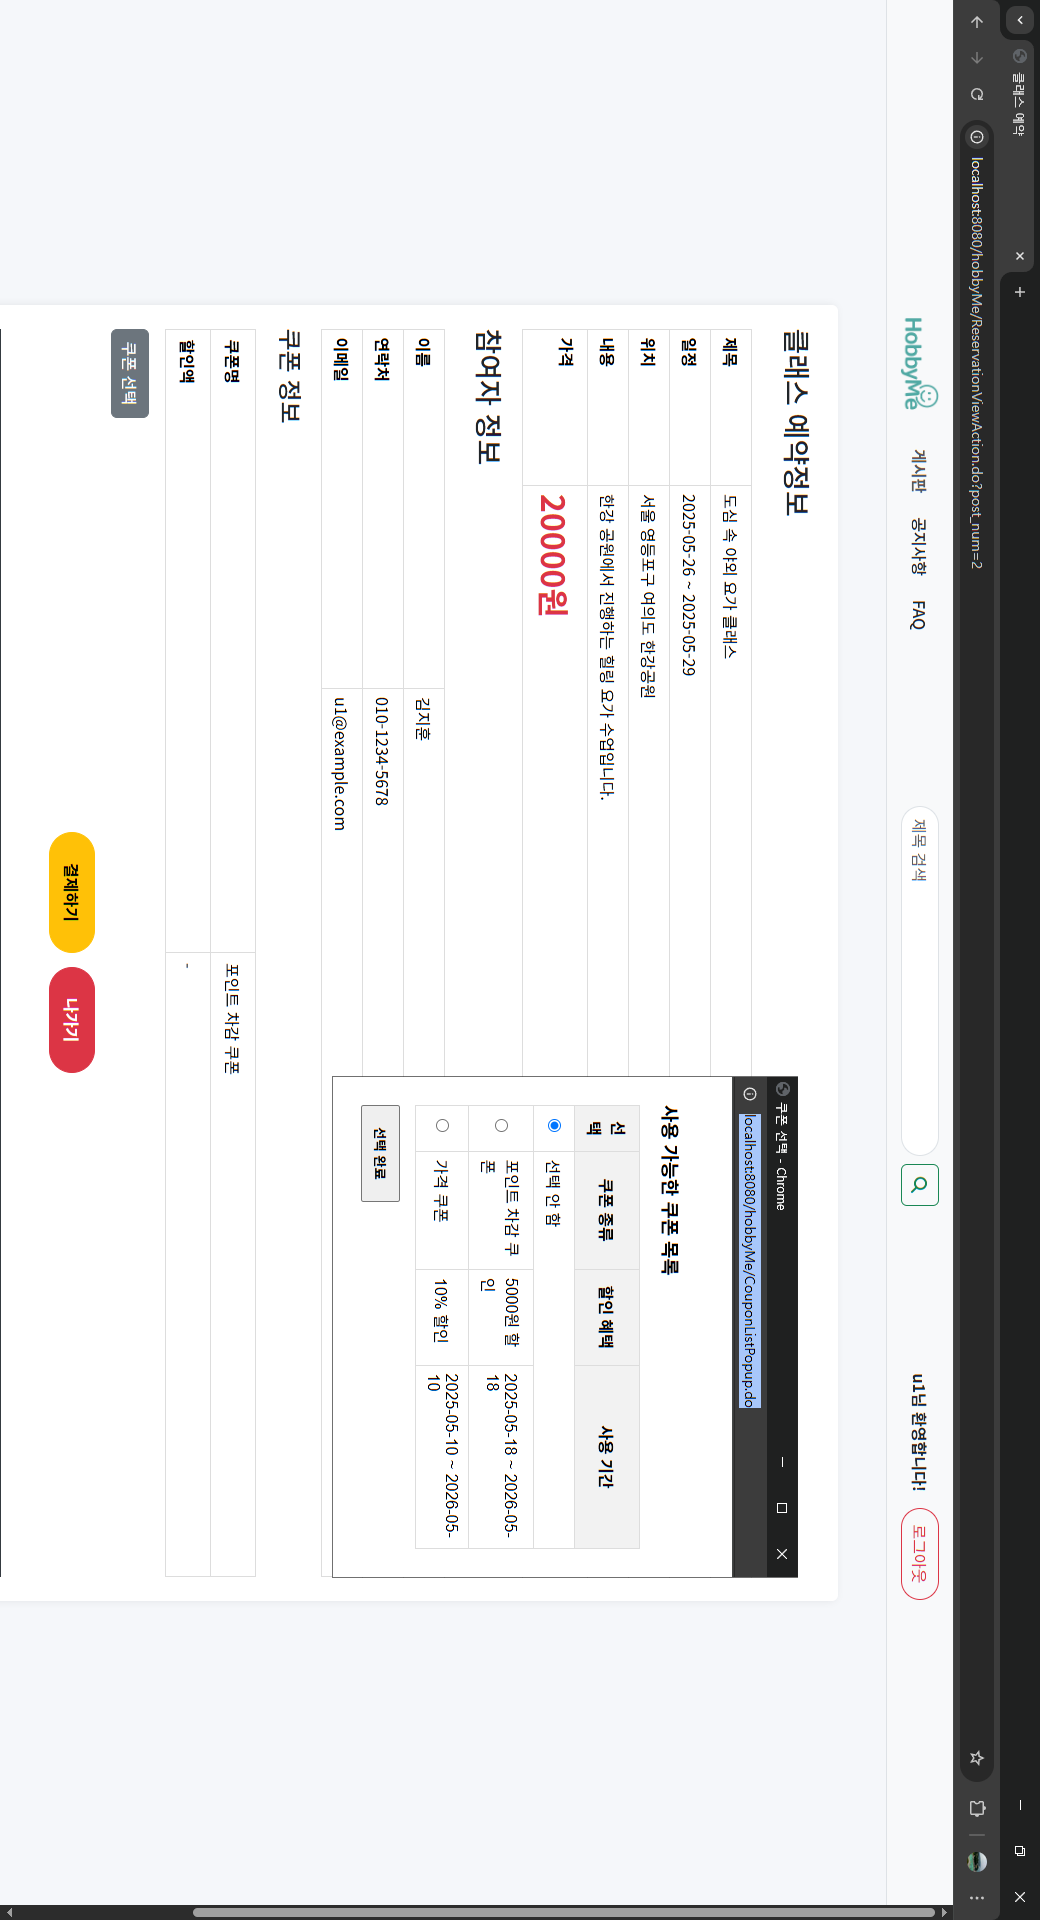 클래스 예약
localhost:8080/hobbyMe/ReservationViewAction.do?post_num=2
HobbyMe
게시판
공지사항
FAQ
제목 검색
u1님 환영합니다!
로그아웃
클래스 예약정보
제목 도심 속 야외 요가 클래스
일정 2025-05-26 ~ 2025-05-29
위치 서울 영등포구 여의도 한강공원
내용 한강 공원에서 진행하는 힐링 요가 수업입니다.
가격 20000원
참여자 정보
이름 김지훈
연락처 010-1234-5678
이메일 u1@example.com
쿠폰 정보
쿠폰명 포인트 차감 쿠폰
할인액 -
쿠폰 선택
결제하기
나가기
쿠폰 선택 - Chrome
localhost:8080/hobbyMe/CouponListPopup.do
사용 가능한 쿠폰 목록
선
택
쿠폰 종류
할인 혜택
사용 기간
선택 안 함
포인트 차감 쿠
폰
5000원 할
인
2025-05-18 ~ 2026-05-
18
가격 쿠폰
10% 할인
2025-05-10 ~ 2026-05-
10
선택 완료